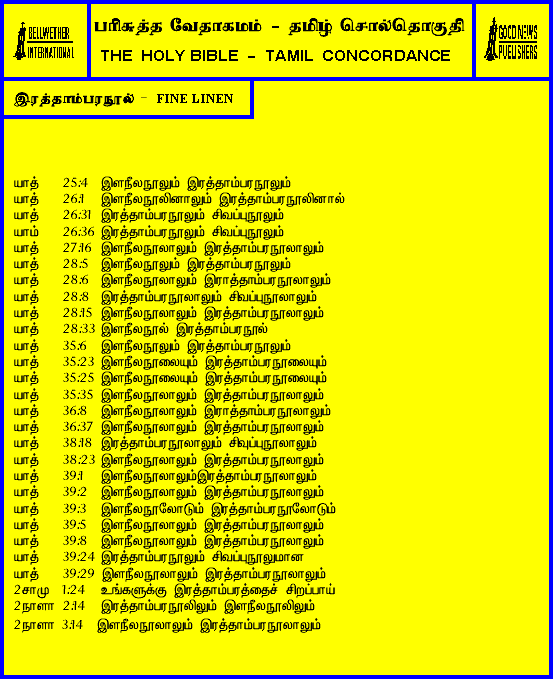 BELLWETHER INTERNATIONAL
பரிசுத்த வேதாகமம் - தமிழ் சொல்தொகுதி
THE HOLY BIBLE - TAMIL CONCORDANCE
GOOD NEWS PUBLISHERS
இரத்தாம்பரநூல் - FINE LINEN
யாத் 25:4 இளநீலநூலும் இரத்தாம்பரநூலும்
யாத் 26:1 இளநீலநூலினாலும் இரத்தாம்பரநூலினால்
யாத் 26:31 இரத்தாம்பரநூலும் சிவப்புநூலும்
யாம் 26:36 இரத்தாம்பரநூலும் சிவப்புநூலும்
யாத் 27:16 இளநீலநூலாலும் இரத்தாம்பரநூலாலும்
யாத் 28:5 இளநீலநூலும் இரத்தாம்பரநூலும்
யாத் 28:6 இளநீலநூலாலும் இராத்தாம்பரநூலாலும்
யாத் 28:8 இரத்தாம்பரநூலாலும் சிவப்புநூலாலும்
யாத் 28:15 இளநீலநூலாலும் இரத்தாம்பரநூலாலும்
யாத் 28:33 இளநீலநூல் இரத்தாம்பரநூல்
யாத் 35:6 இளநீலநூலும் இரத்தாம்பரநூலும்
யாத் 35:23 இளநீலநூலையும் இரத்தாம்பரநூலையும்
யாத் 35:25 இளநீலநூலையும் இரத்தாம்பரநூலையும்
யாத் 35:35 இளநீலநூலாலும் இரத்தாம்பரநூலாலும்
யாத் 36:8 இளநீலநூலாலும் இராத்தாம்பரநூலாலும்
யாத் 36:37 இளநீலநூலாலும் இரத்தாம்பரநூலாலும்
யாத் 38:18 இரத்தாம்பரநூலாலும் சிவுப்புநூலாலும்
யாத் 38:23 இளநீலநூலாலும் இரத்தாம்பரநூலாலும்
யாத் 39:1 இளநீலநூலாலும்இரத்தாம்பரநூலாலும்
யாத் 39:2 இளநீலநூலாலும் இரத்தாம்பரநூலாலும்
யாத் 39:3 இளநீலநூலோடும் இரத்தாம்பரநூலோடும்
யாத் 39:5 இளநீலநூலாலும் இரத்தாம்பரநூலாலும்
யாத் 39:8 இளநீலநூலாலும் இரத்தாம்பரநூலாலும்
யாத் 39:24 இரத்தாம்பரநூலும் சிவப்புநூலுமான
யாத் 39:29 இளநீலநூலாலும் இரத்தாம்பரநூலாலும்
2சாமு 1:24 உங்களுக்கு இரத்தாம்பரத்தைச் சிறப்பாய்
2நாளா 2:14 இரத்தாம்பரநூலிலும் இளநீலநூலிலும்
2நாளா 3:14 இளநீலநூலாலும் இரத்தாம்பரநூலாலும்